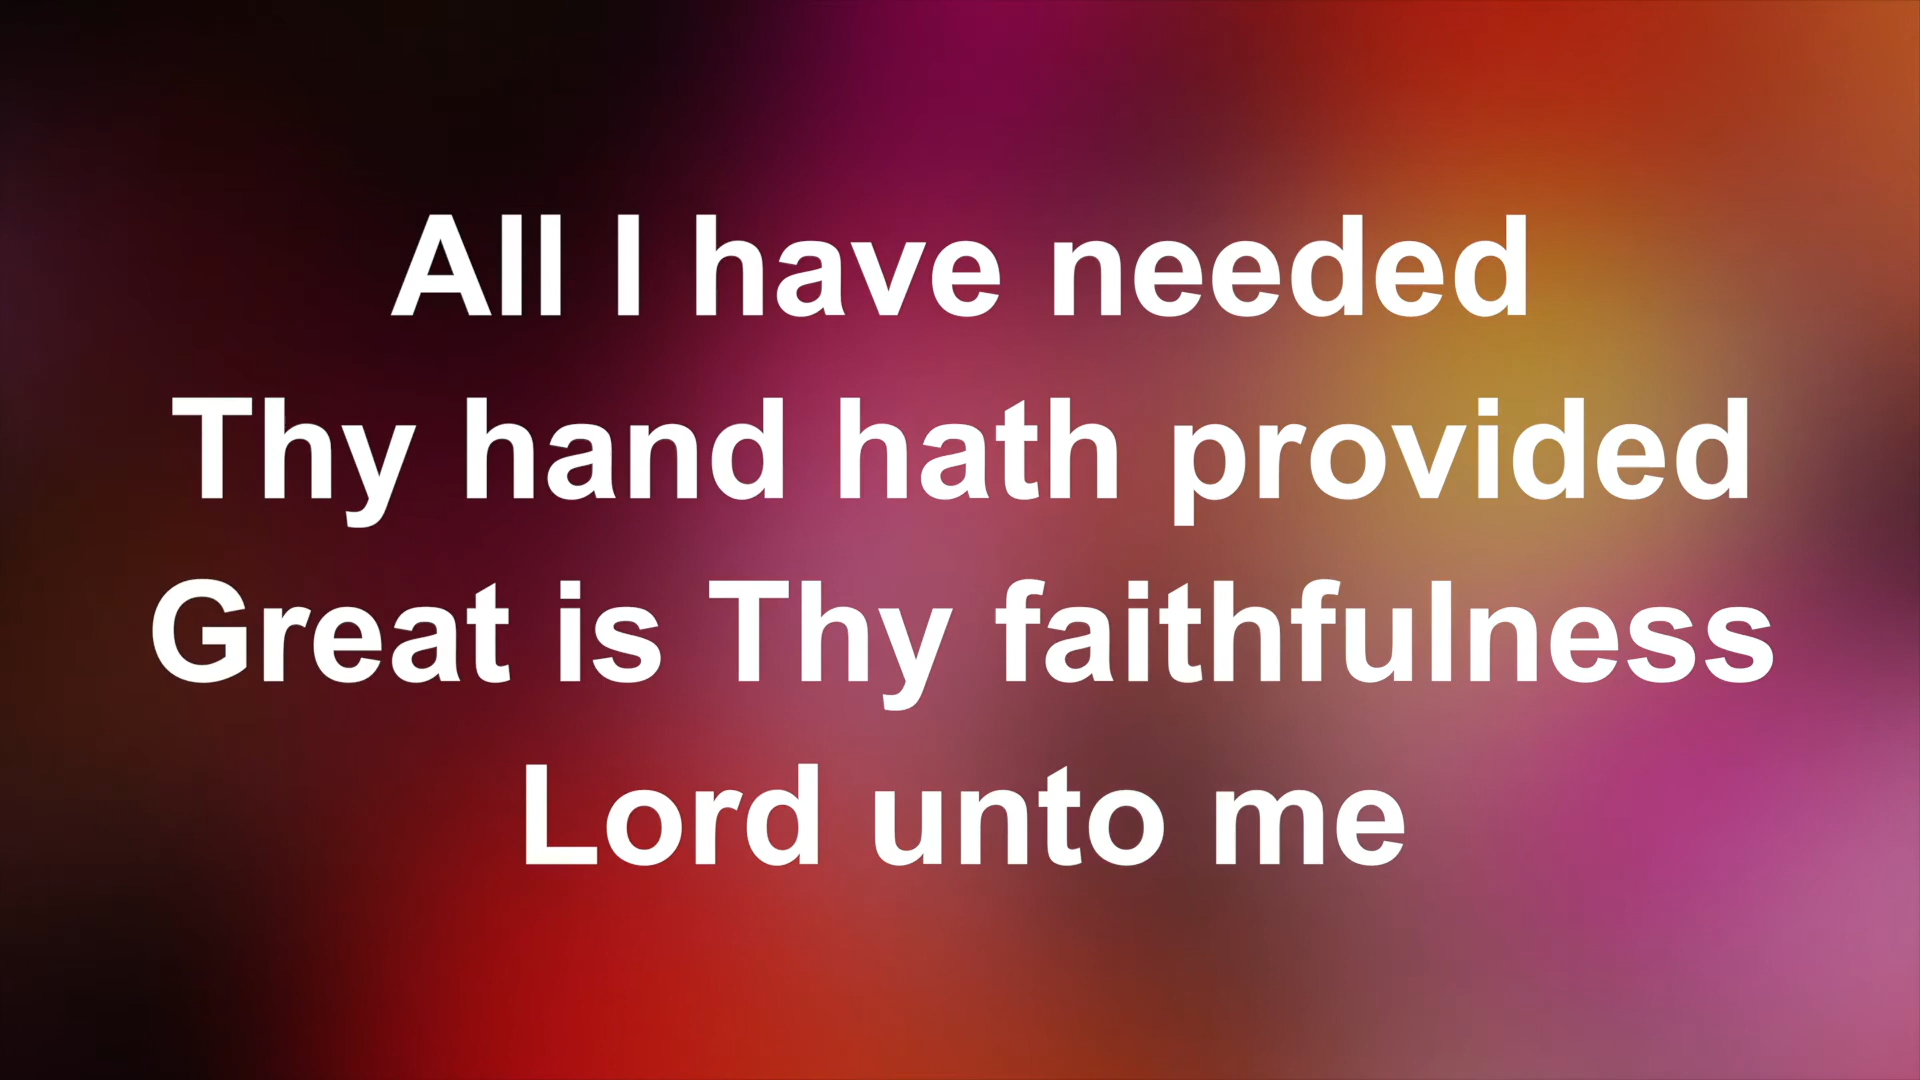 All I have needed
Thy hand hath provided
Great is Thy faithfulness
Lord unto me